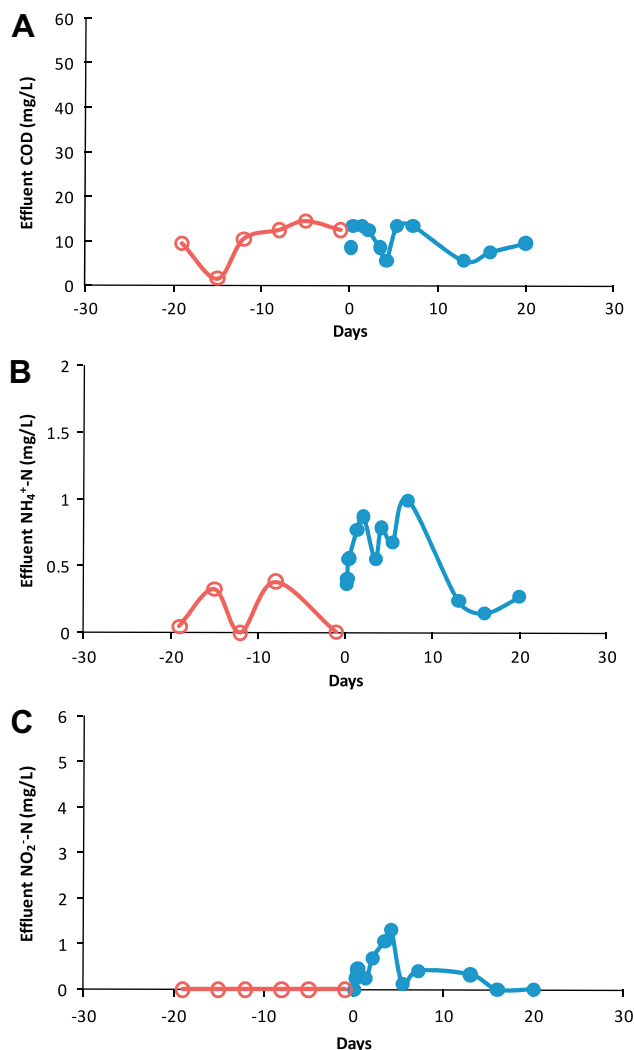 A
60
50
40
30
20
10
0
Effluent COD (mg/L)
-30 -20 -10 0 10 20 30
Days
B
2
1.5
1
0.5
0
Effluent NH₄⁺-N (mg/L)
-30 -20 -10 0 10 20 30
Days
C
6
5
4
3
2
1
0
Effluent NO₂⁻-N (mg/L)
-30 -20 -10 0 10 20 30
Days